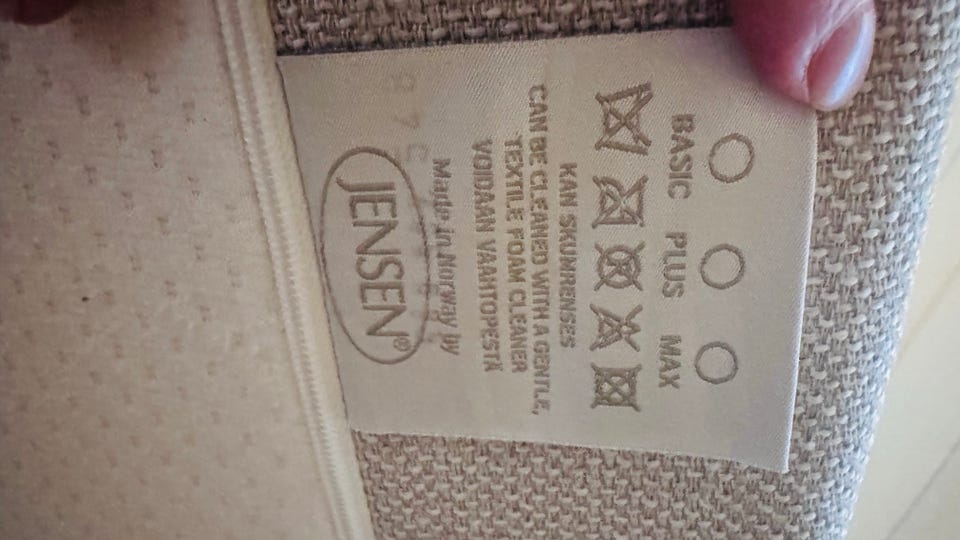 BASIC PLUS MAX
KAN SKUMRENSES
CAN BE CLEANED WITH A GENTLE,
TEXTILE FOAM CLEANER
VOIDAAN VAAHTOPESTÄ
Made in Norway by
JENSEN®